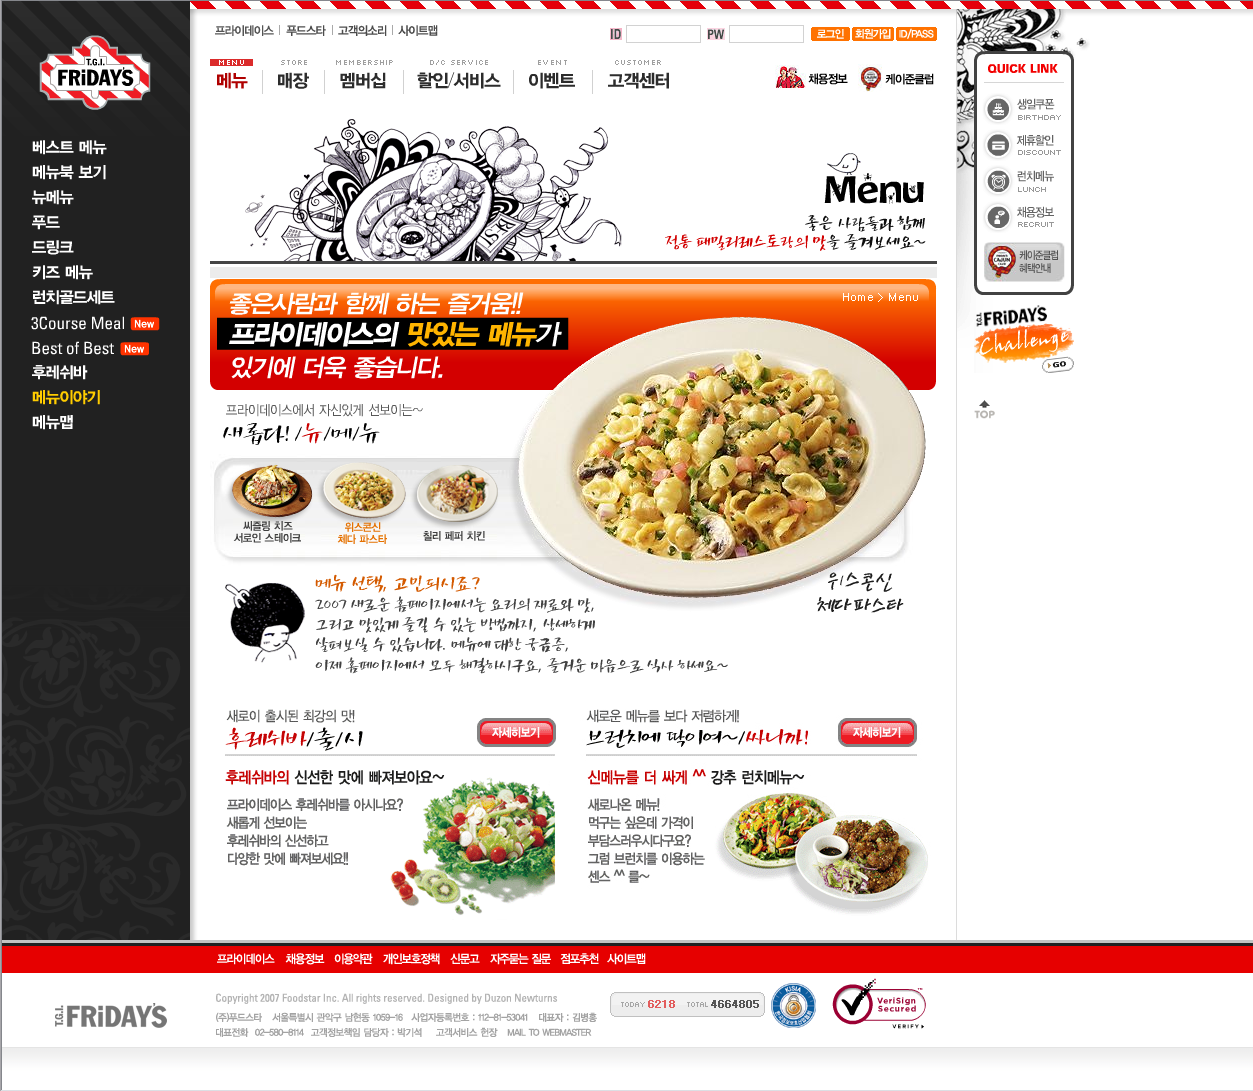 프라이데이스 푸드스타 고객의소리 사이트맵
ID PW 로그인 회원가입 ID/PASS
MENU STORE MEMBERSHIP D/C SERVICE EVENT CUSTOMER
메뉴 매장 멤버십 할인/서비스 이벤트 고객센터
채용정보 케이준클럽
T.G.I.
FRiDAY'S
베스트 메뉴
메뉴북 보기
뉴메뉴
푸드
드링크
키즈 메뉴
런치골드세트
3Course Meal New
Best of Best New
후레쉬바
메뉴이야기
메뉴맵
Menu
좋은 사람들과 함께
정통 패밀리레스토랑의 맛을 즐겨보세요~
Home > Menu
좋은사람과 함께 하는 즐거움!!
프라이데이스의 맛있는 메뉴가
있기에 더욱 좋습니다.
프라이데이스에서 자신있게 선보이는~
새롭다! /뉴/메/뉴
씨즐링 치즈
서로인 스테이크
위스콘신
체다 파스타
칠리 페퍼 치킨
위스콘신
체다파스타
메뉴 선택, 고민되시죠?
2007 새로운 홈페이지에서는 요리의 재료와 맛,
그리고 맛있게 즐길 수 있는 방법까지, 상세하게
살펴보실 수 있습니다. 메뉴에 대한 궁금증,
이제 홈페이지에서 모두 해결하시구요, 즐거운 마음으로 식사 하세요~
새로이 출시된 최강의 맛!
후레쉬바/출/시
자세히보기
후레쉬바의 신선한 맛에 빠져보아요~
프라이데이스 후레쉬바를 아시나요?
새롭게 선보이는
후레쉬바의 신선하고
다양한 맛에 빠져보세요!!
새로운 메뉴를 보다 저렴하게!
브런치에 딱이여~/싸니까!
자세히보기
신메뉴를 더 싸게 ^^ 강추 런치메뉴~
새로나온 메뉴!
먹구는 싶은데 가격이
부담스러우시다구요?
그럼 브런치를 이용하는
센스 ^^ 를~
QUICK LINK
생일쿠폰
BIRTHDAY
제휴할인
DISCOUNT
런치메뉴
LUNCH
채용정보
RECRUIT
케이준클럽
혜택안내
T.G.I. FRiDAY'S
Challenge
GO
TOP
프라이데이스 채용정보 이용약관 개인보호정책 신문고 자주묻는 질문 점포추천 사이트맵
T.G.I. FRiDAY'S
Copyright 2007 Foodstar Inc. All rights reserved. Designed by Duzon Newturns
(주)푸드스타 서울특별시 관악구 남현동 1059-16 사업자등록번호 : 112-81-53041 대표자 : 김병홍
대표전화 02-580-8114 고객정보책임 담당자 : 박기석 고객서비스 헌장 MAIL TO WEBMASTER
TODAY 6218 TOTAL 4664805
KISIA
VeriSign
Secured
VERIFY